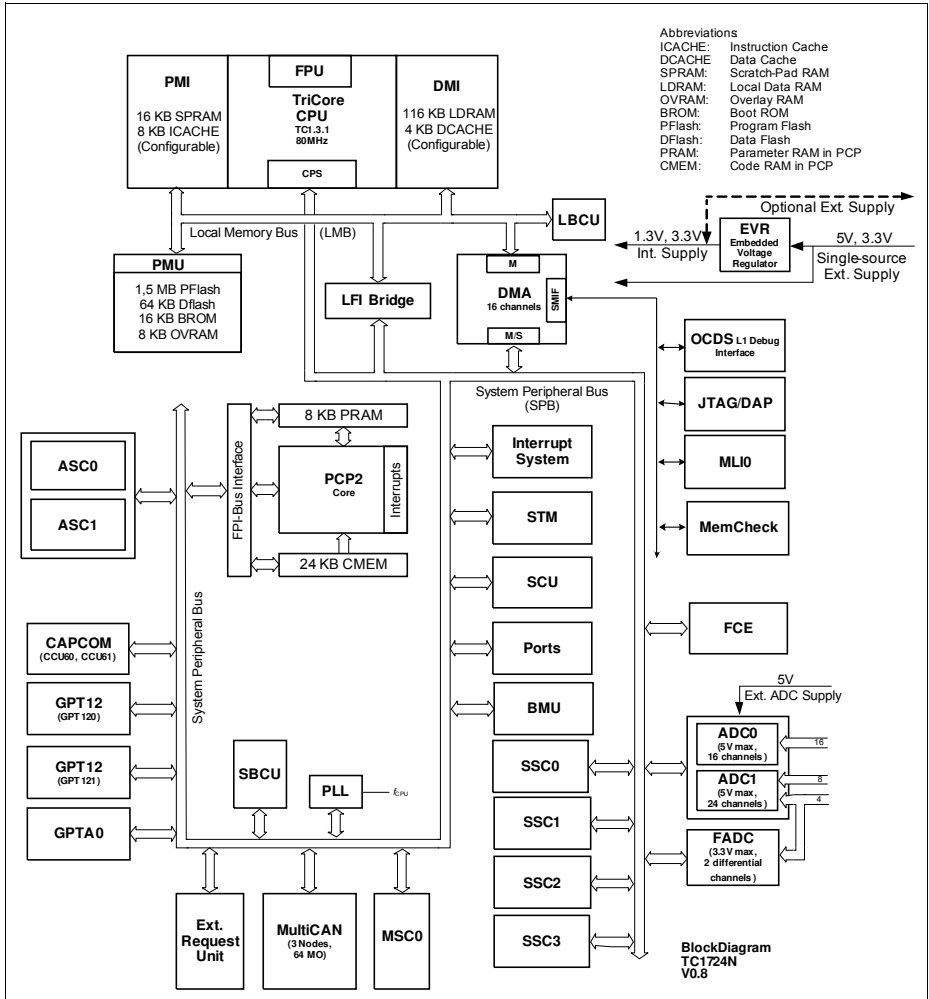 Abbreviations
ICACHE: Instruction Cache
DCACHE Data Cache
SPRAM: Scratch-Pad RAM
LDRAM: Local Data RAM
OVRAM: Overlay RAM
BROM: Boot ROM
PFlash: Program Flash
DFlash: Data Flash
PRAM: Parameter RAM in PCP
CMEM: Code RAM in PCP
PMI
16 KB SPRAM
8 KB ICACHE
(Configurable)
FPU
TriCore
CPU
TC1.3.1
80MHz
CPS
DMI
116 KB LDRAM
4 KB DCACHE
(Configurable)
Local Memory Bus (LMB)
LBCU
Optional Ext. Supply
1.3V, 3.3V
Int. Supply
EVR
Embedded
Voltage
Regulator
5V, 3.3V
Single-source
Ext. Supply
PMU
1,5 MB PFlash
64 KB Dflash
16 KB BROM
8 KB OVRAM
LFI Bridge
M
DMA
16 channels
SMIF
M/S
OCDS L1 Debug
Interface
JTAG/DAP
MLI0
MemCheck
System Peripheral Bus
(SPB)
ASC0
ASC1
FPI-Bus Interface
8 KB PRAM
PCP2
Core
Interrupts
24 KB CMEM
Interrupt
System
STM
SCU
Ports
BMU
FCE
System Peripheral Bus
CAPCOM
(CCU60, CCU61)
GPT12
(GPT120)
GPT12
(GPT121)
GPTA0
SBCU
PLL
fCPU
SSC0
SSC1
SSC2
SSC3
5V
Ext. ADC Supply
ADC0
(5V max,
16 channels)
16
ADC1
(5V max,
24 channels)
8
4
FADC
(3.3V max,
2 differential
channels)
Ext.
Request
Unit
MultiCAN
(3 Nodes,
64 MO)
MSC0
BlockDiagram
TC1724N
V0.8